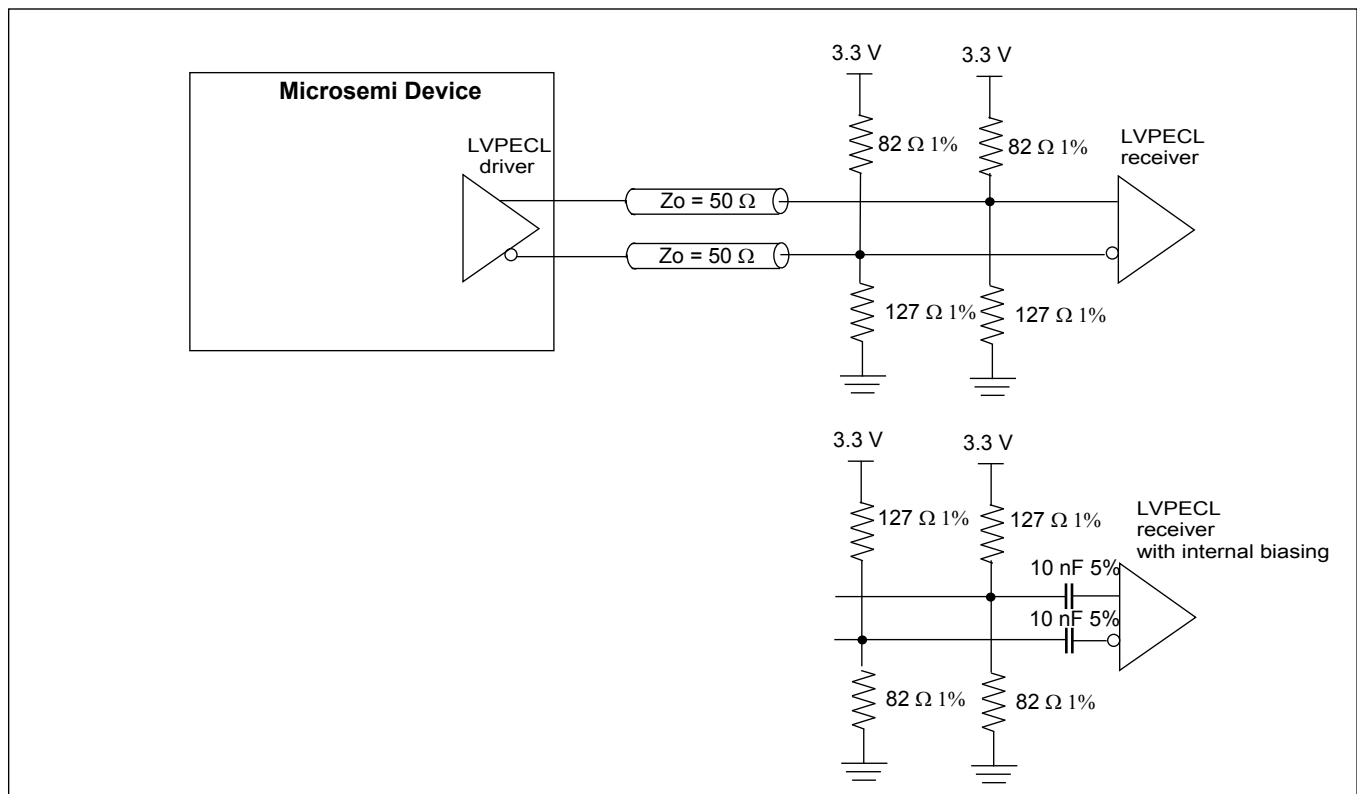 Microsemi Device
LVPECL
driver
Zo = 50 Ω
Zo = 50 Ω
3.3 V
3.3 V
82 Ω 1%
82 Ω 1%
LVPECL
receiver
127 Ω 1%
127 Ω 1%
3.3 V
3.3 V
127 Ω 1%
127 Ω 1%
LVPECL
receiver
with internal biasing
10 nF 5%
10 nF 5%
82 Ω 1%
82 Ω 1%